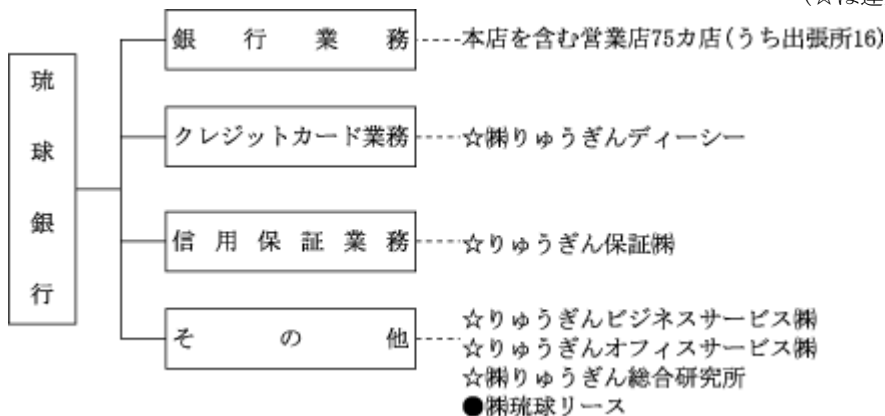 (☆は連
琉球銀行
銀行業務
本店を含む営業店75カ店(うち出張所16)
クレジットカード業務
☆㈱りゅうぎんディーシー
信用保証業務
☆りゅうぎん保証㈱
その他
☆りゅうぎんビジネスサービス㈱
☆りゅうぎんオフィスサービス㈱
☆㈱りゅうぎん総合研究所
●㈱琉球リース